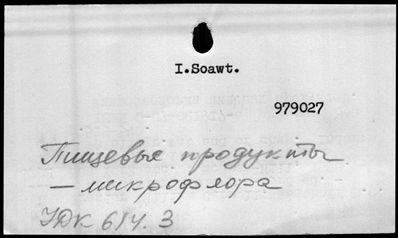 I.Soawt.
979027
Пищевые продукты
— микрофлора
УДК 614.3